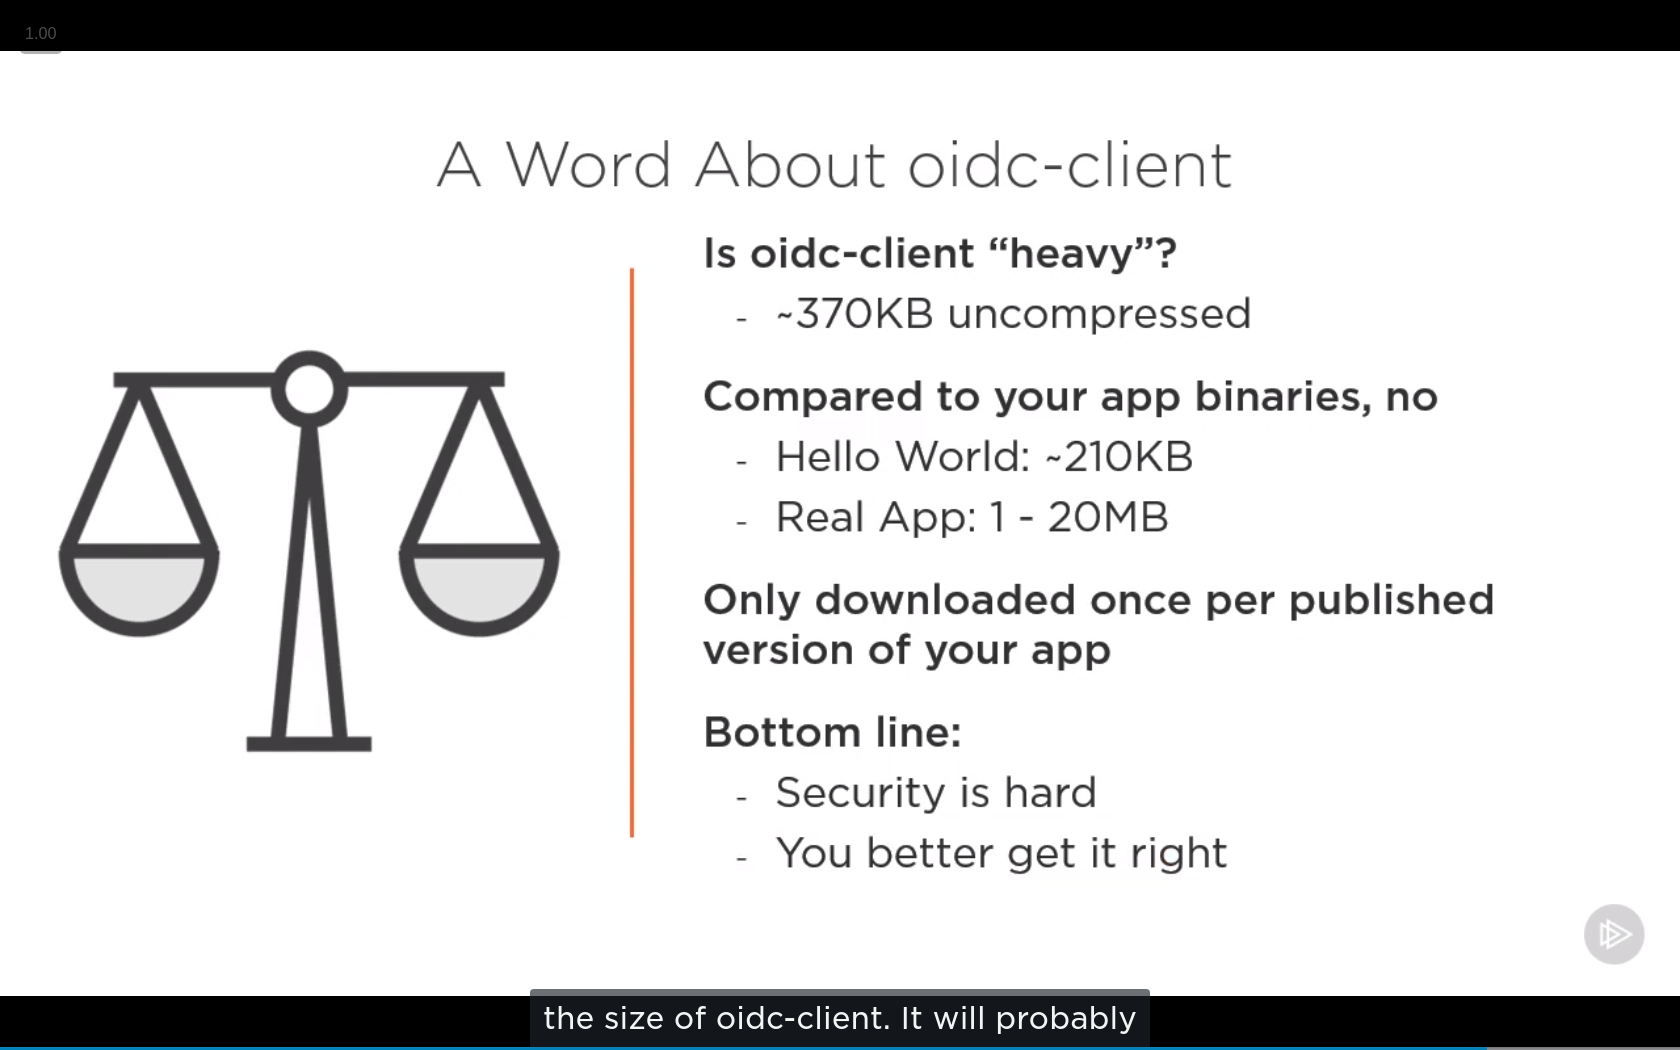 1.00
A Word About oidc-client
Is oidc-client “heavy”?
- ~370KB uncompressed
Compared to your app binaries, no
- Hello World: ~210KB
- Real App: 1 - 20MB
Only downloaded once per published
version of your app
Bottom line:
- Security is hard
- You better get it right
the size of oidc-client. It will probably